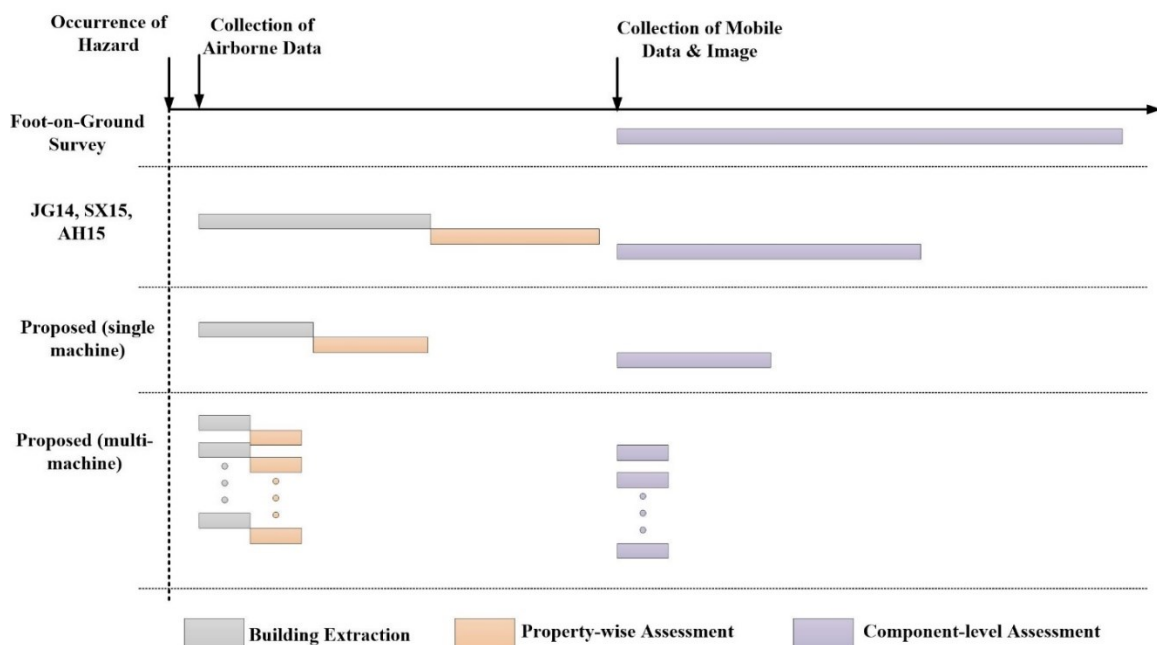 Occurrence of
Hazard
Collection of
Airborne Data
Collection of Mobile
Data & Image
Foot-on-Ground
Survey
JG14, SX15,
AH15
Proposed (single
machine)
Proposed (multi-
machine)
Building Extraction
Property-wise Assessment
Component-level Assessment